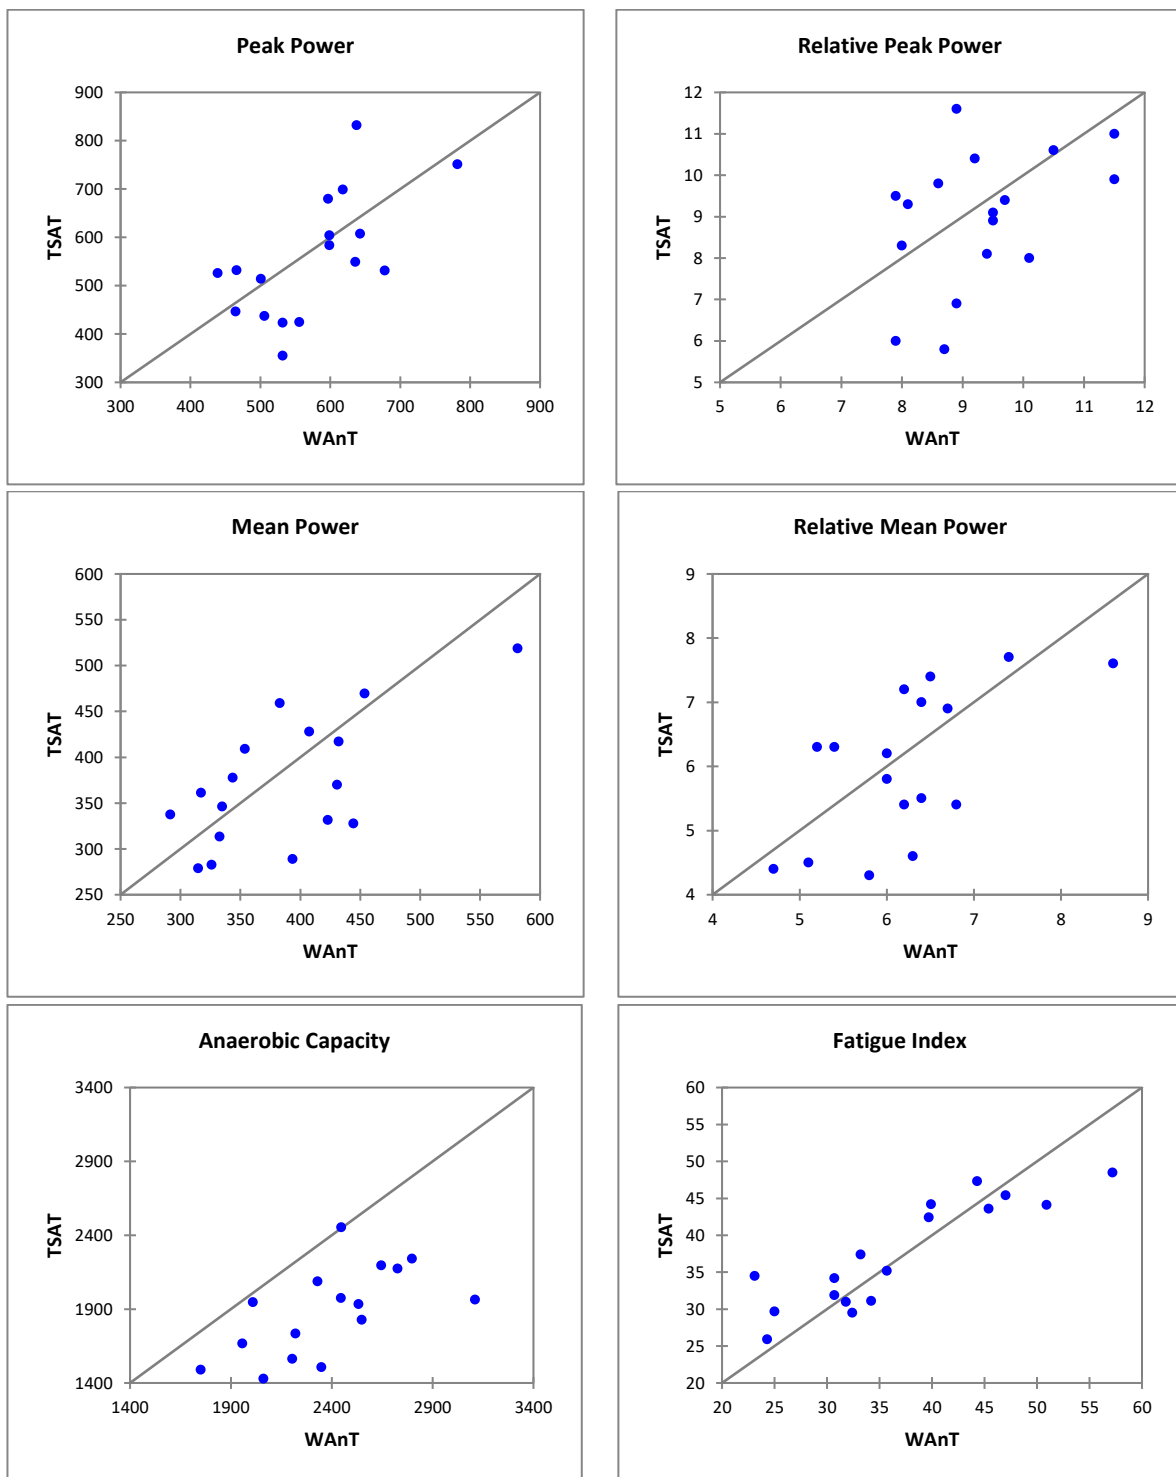 Peak Power
900
800
700
600
500
400
300
TSAT
300 400 500 600 700 800 900
WAnT
Relative Peak Power
12
11
10
9
8
7
6
5
TSAT
5 6 7 8 9 10 11 12
WAnT
Mean Power
600
550
500
450
400
350
300
250
TSAT
250 300 350 400 450 500 550 600
WAnT
Relative Mean Power
9
8
7
6
5
4
TSAT
4 5 6 7 8 9
WAnT
Anaerobic Capacity
3400
2900
2400
1900
1400
TSAT
1400 1900 2400 2900 3400
WAnT
Fatigue Index
60
55
50
45
40
35
30
25
20
TSAT
20 25 30 35 40 45 50 55 60
WAnT